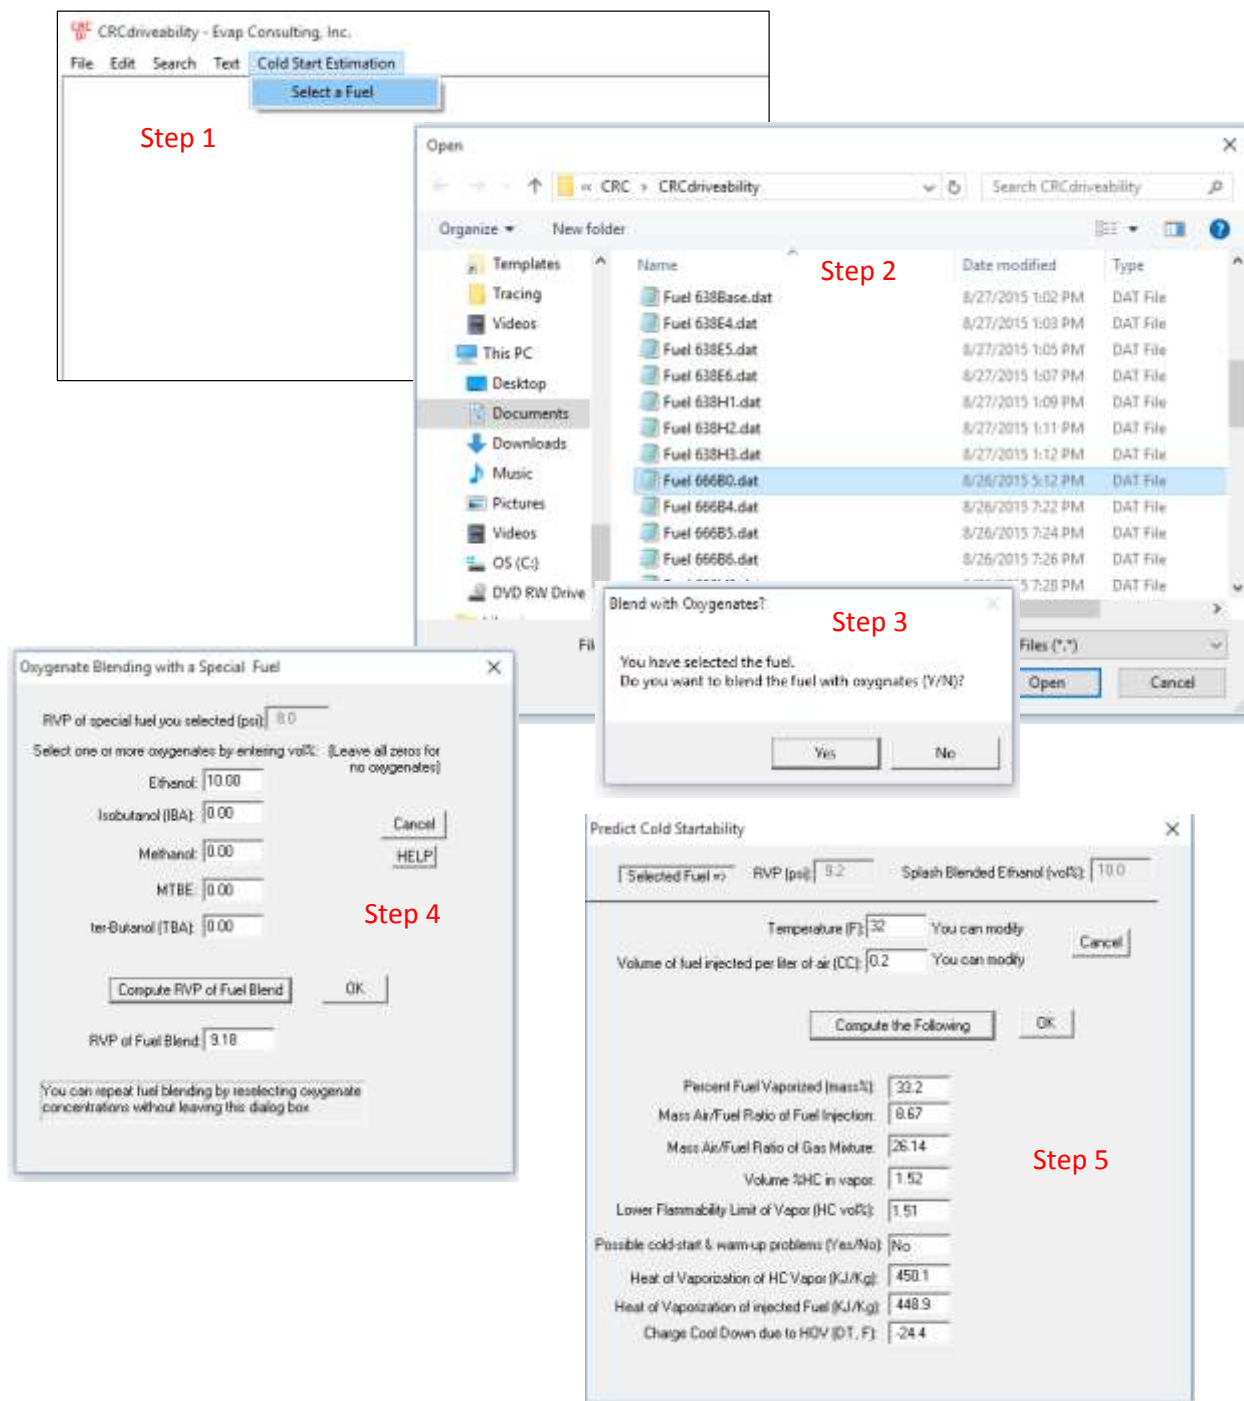 CRCdriveability - Evap Consulting, Inc.
File Edit Search Text Cold Start Estimation
Select a Fuel
Step 1
Open
« CRC › CRCdriveability
Search CRCdriveability
Organize
New folder
Name
Step 2
Date modified
Type
Templates
Tracing
Videos
This PC
Desktop
Documents
Downloads
Music
Pictures
Videos
OS (C:)
DVD RW Drive
Fuel 638Base.dat 8/27/2015 1:02 PM DAT File
Fuel 638E4.dat 8/27/2015 1:03 PM DAT File
Fuel 638E5.dat 8/27/2015 1:05 PM DAT File
Fuel 638E6.dat 8/27/2015 1:07 PM DAT File
Fuel 638H1.dat 8/27/2015 1:09 PM DAT File
Fuel 638H2.dat 8/27/2015 1:11 PM DAT File
Fuel 638H3.dat 8/27/2015 1:12 PM DAT File
Fuel 666B0.dat 8/26/2015 5:12 PM DAT File
Fuel 666B4.dat 8/26/2015 7:22 PM DAT File
Fuel 666B5.dat 8/26/2015 7:24 PM DAT File
Fuel 666B6.dat 8/26/2015 7:26 PM DAT File
7:28 PM DAT File
Files (*.*)
Open
Cancel
Blend with Oxygenates?
Step 3
You have selected the fuel.
Do you want to blend the fuel with oxygnates (Y/N)?
Yes
No
Oxygenate Blending with a Special Fuel
RVP of special fuel you selected (psi): 8.0
Select one or more oxygenates by entering vol%: (Leave all zeros for
no oxygenates)
Ethanol: 10.00
Isobutanol (IBA): 0.00
Cancel
Methanol: 0.00
HELP
MTBE: 0.00
Step 4
ter-Butanol (TBA): 0.00
Compute RVP of Fuel Blend
OK
RVP of Fuel Blend: 9.18
You can repeat fuel blending by reselecting oxygenate
concentrations without leaving this dialog box
Predict Cold Startability
Selected Fuel => RVP (psi): 9.2 Splash Blended Ethanol (vol%): 10.0
Temperature (F): 32 You can modify
Cancel
Volume of fuel injected per liter of air (CC): 0.2 You can modify
Compute the Following
OK
Percent Fuel Vaporized (mass%): 33.2
Mass Air/Fuel Ratio of Fuel Injection: 8.67
Mass Air/Fuel Ratio of Gas Mixture: 26.14
Step 5
Volume %HC in vapor: 1.52
Lower Flammability Limit of Vapor (HC vol%): 1.51
Possible cold-start & warm-up problems (Yes/No): No
Heat of Vaporization of HC Vapor (KJ/Kg): 450.1
Heat of Vaporization of injected Fuel (KJ/Kg): 448.9
Charge Cool Down due to HOV (DT, F): -24.4